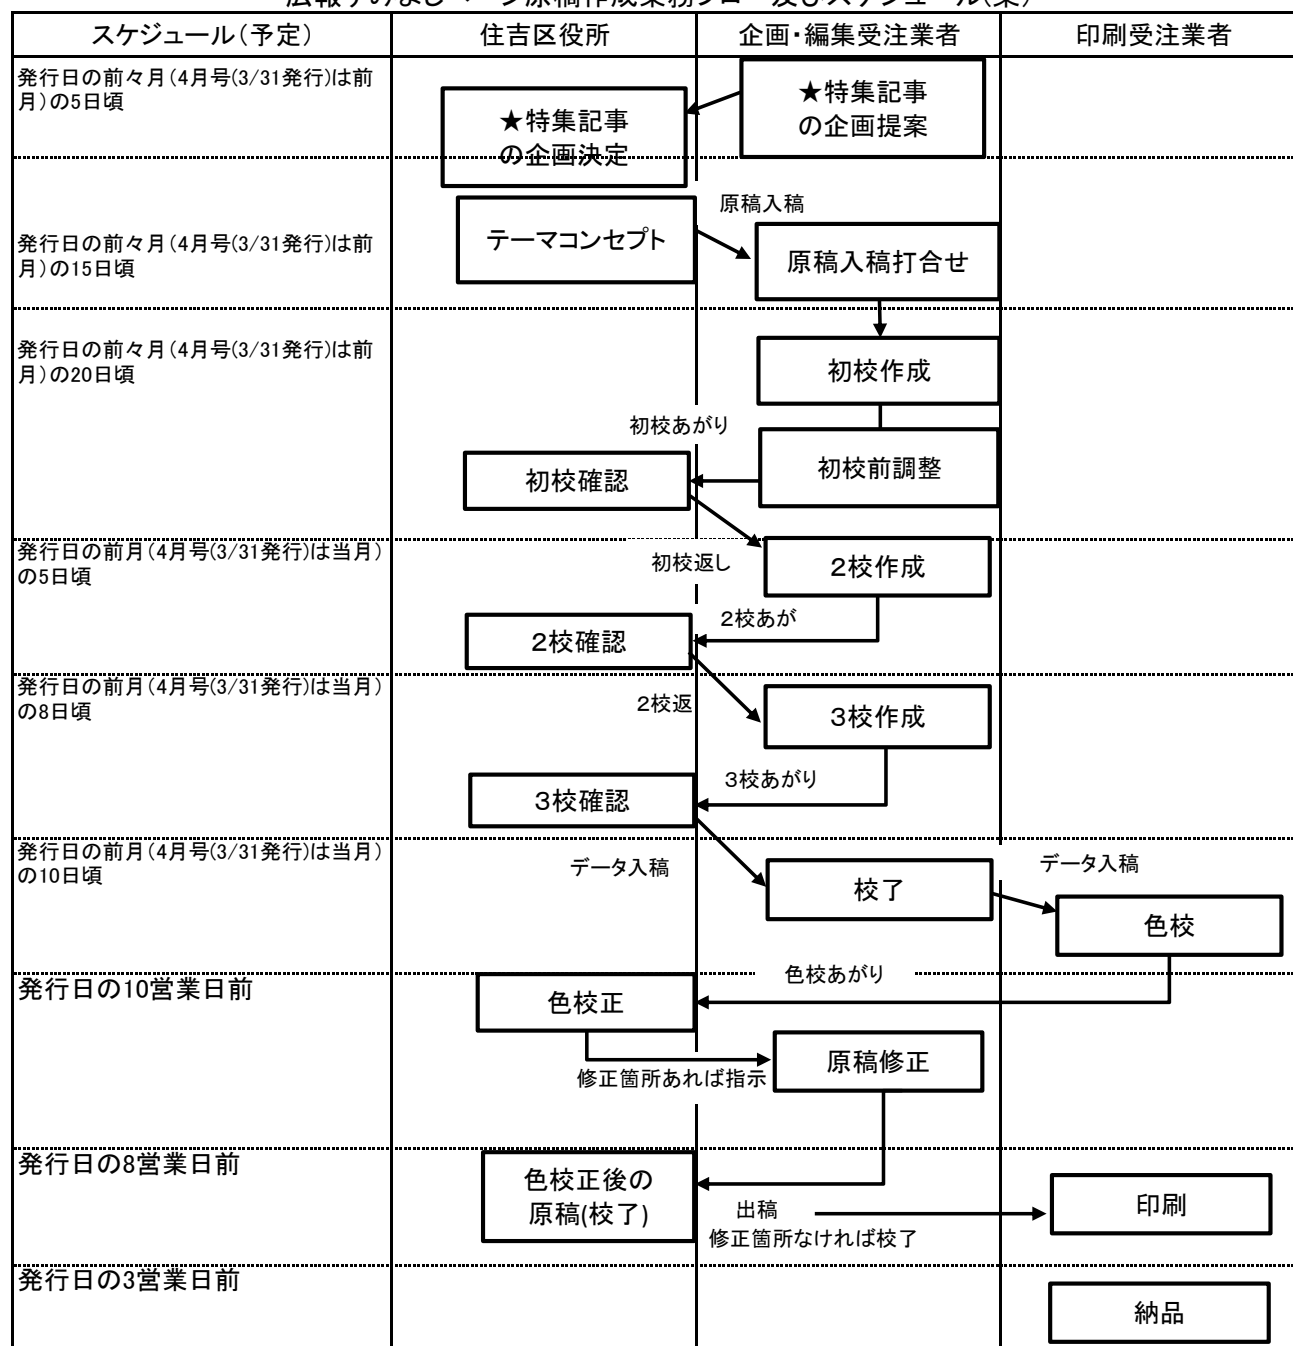 スケジュール(予定)
住吉区役所
企画・編集受注業者
印刷受注業者
発行日の前々月(4月号(3/31発行)は前
月)の5日頃
★特集記事
の企画提案
★特集記事
の企画決定
原稿入稿
テーマコンセプト
発行日の前々月(4月号(3/31発行)は前
月)の15日頃
原稿入稿打合せ
発行日の前々月(4月号(3/31発行)は前
月)の20日頃
初校作成
初校あがり
初校前調整
初校確認
発行日の前月(4月号(3/31発行)は当月)
の5日頃
初校返し
2校作成
2校あが
2校確認
発行日の前月(4月号(3/31発行)は当月)
の8日頃
2校返
3校作成
3校あがり
3校確認
発行日の前月(4月号(3/31発行)は当月)
の10日頃
データ入稿
校了
データ入稿
色校
色校あがり
発行日の10営業日前
色校正
原稿修正
修正箇所あれば指示
発行日の8営業日前
色校正後の
原稿(校了)
出稿
修正箇所なければ校了
印刷
発行日の3営業日前
納品